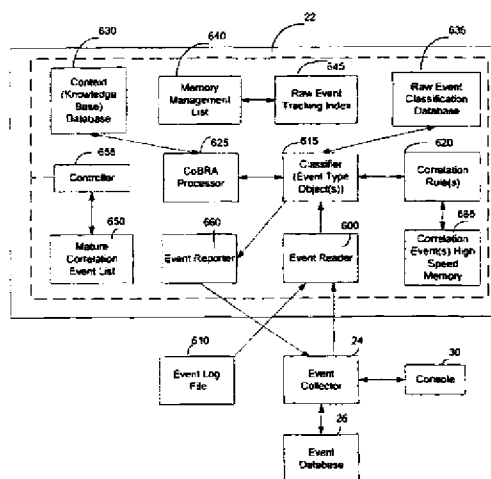 630
22
640
645
635
Context
(Knowledge
Base)
Database
Memory
Management
List
Raw Event
Tracking Index
Raw Event
Classification
Database
655
625
615
620
Controller
CoBRA
Processor
Classifier
(Event Type
Object(s))
Correlation
Rule(s)
650
660
600
685
Mature
Correlation
Event List
Event Reporter
Event Reader
Correlation
Event(s) High
Speed
Memory
610
24
30
Event Log
File
Event
Collector
Console
26
Event
Database